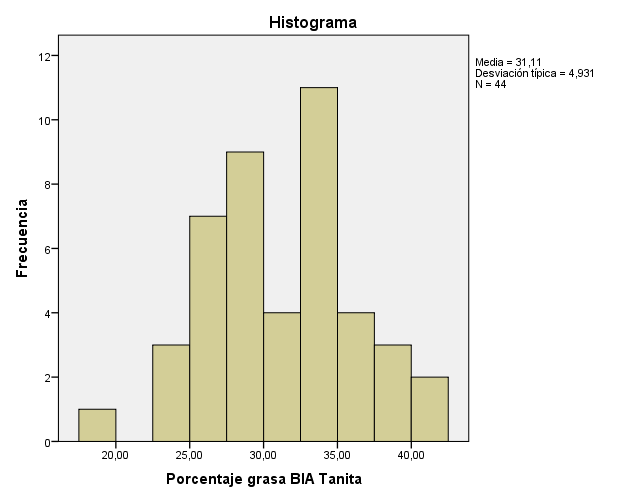 Histograma
Media = 31,11
Desviación típica = 4,931
N = 44
12
10
8
6
4
2
0
Frecuencia
20,00 25,00 30,00 35,00 40,00
Porcentaje grasa BIA Tanita